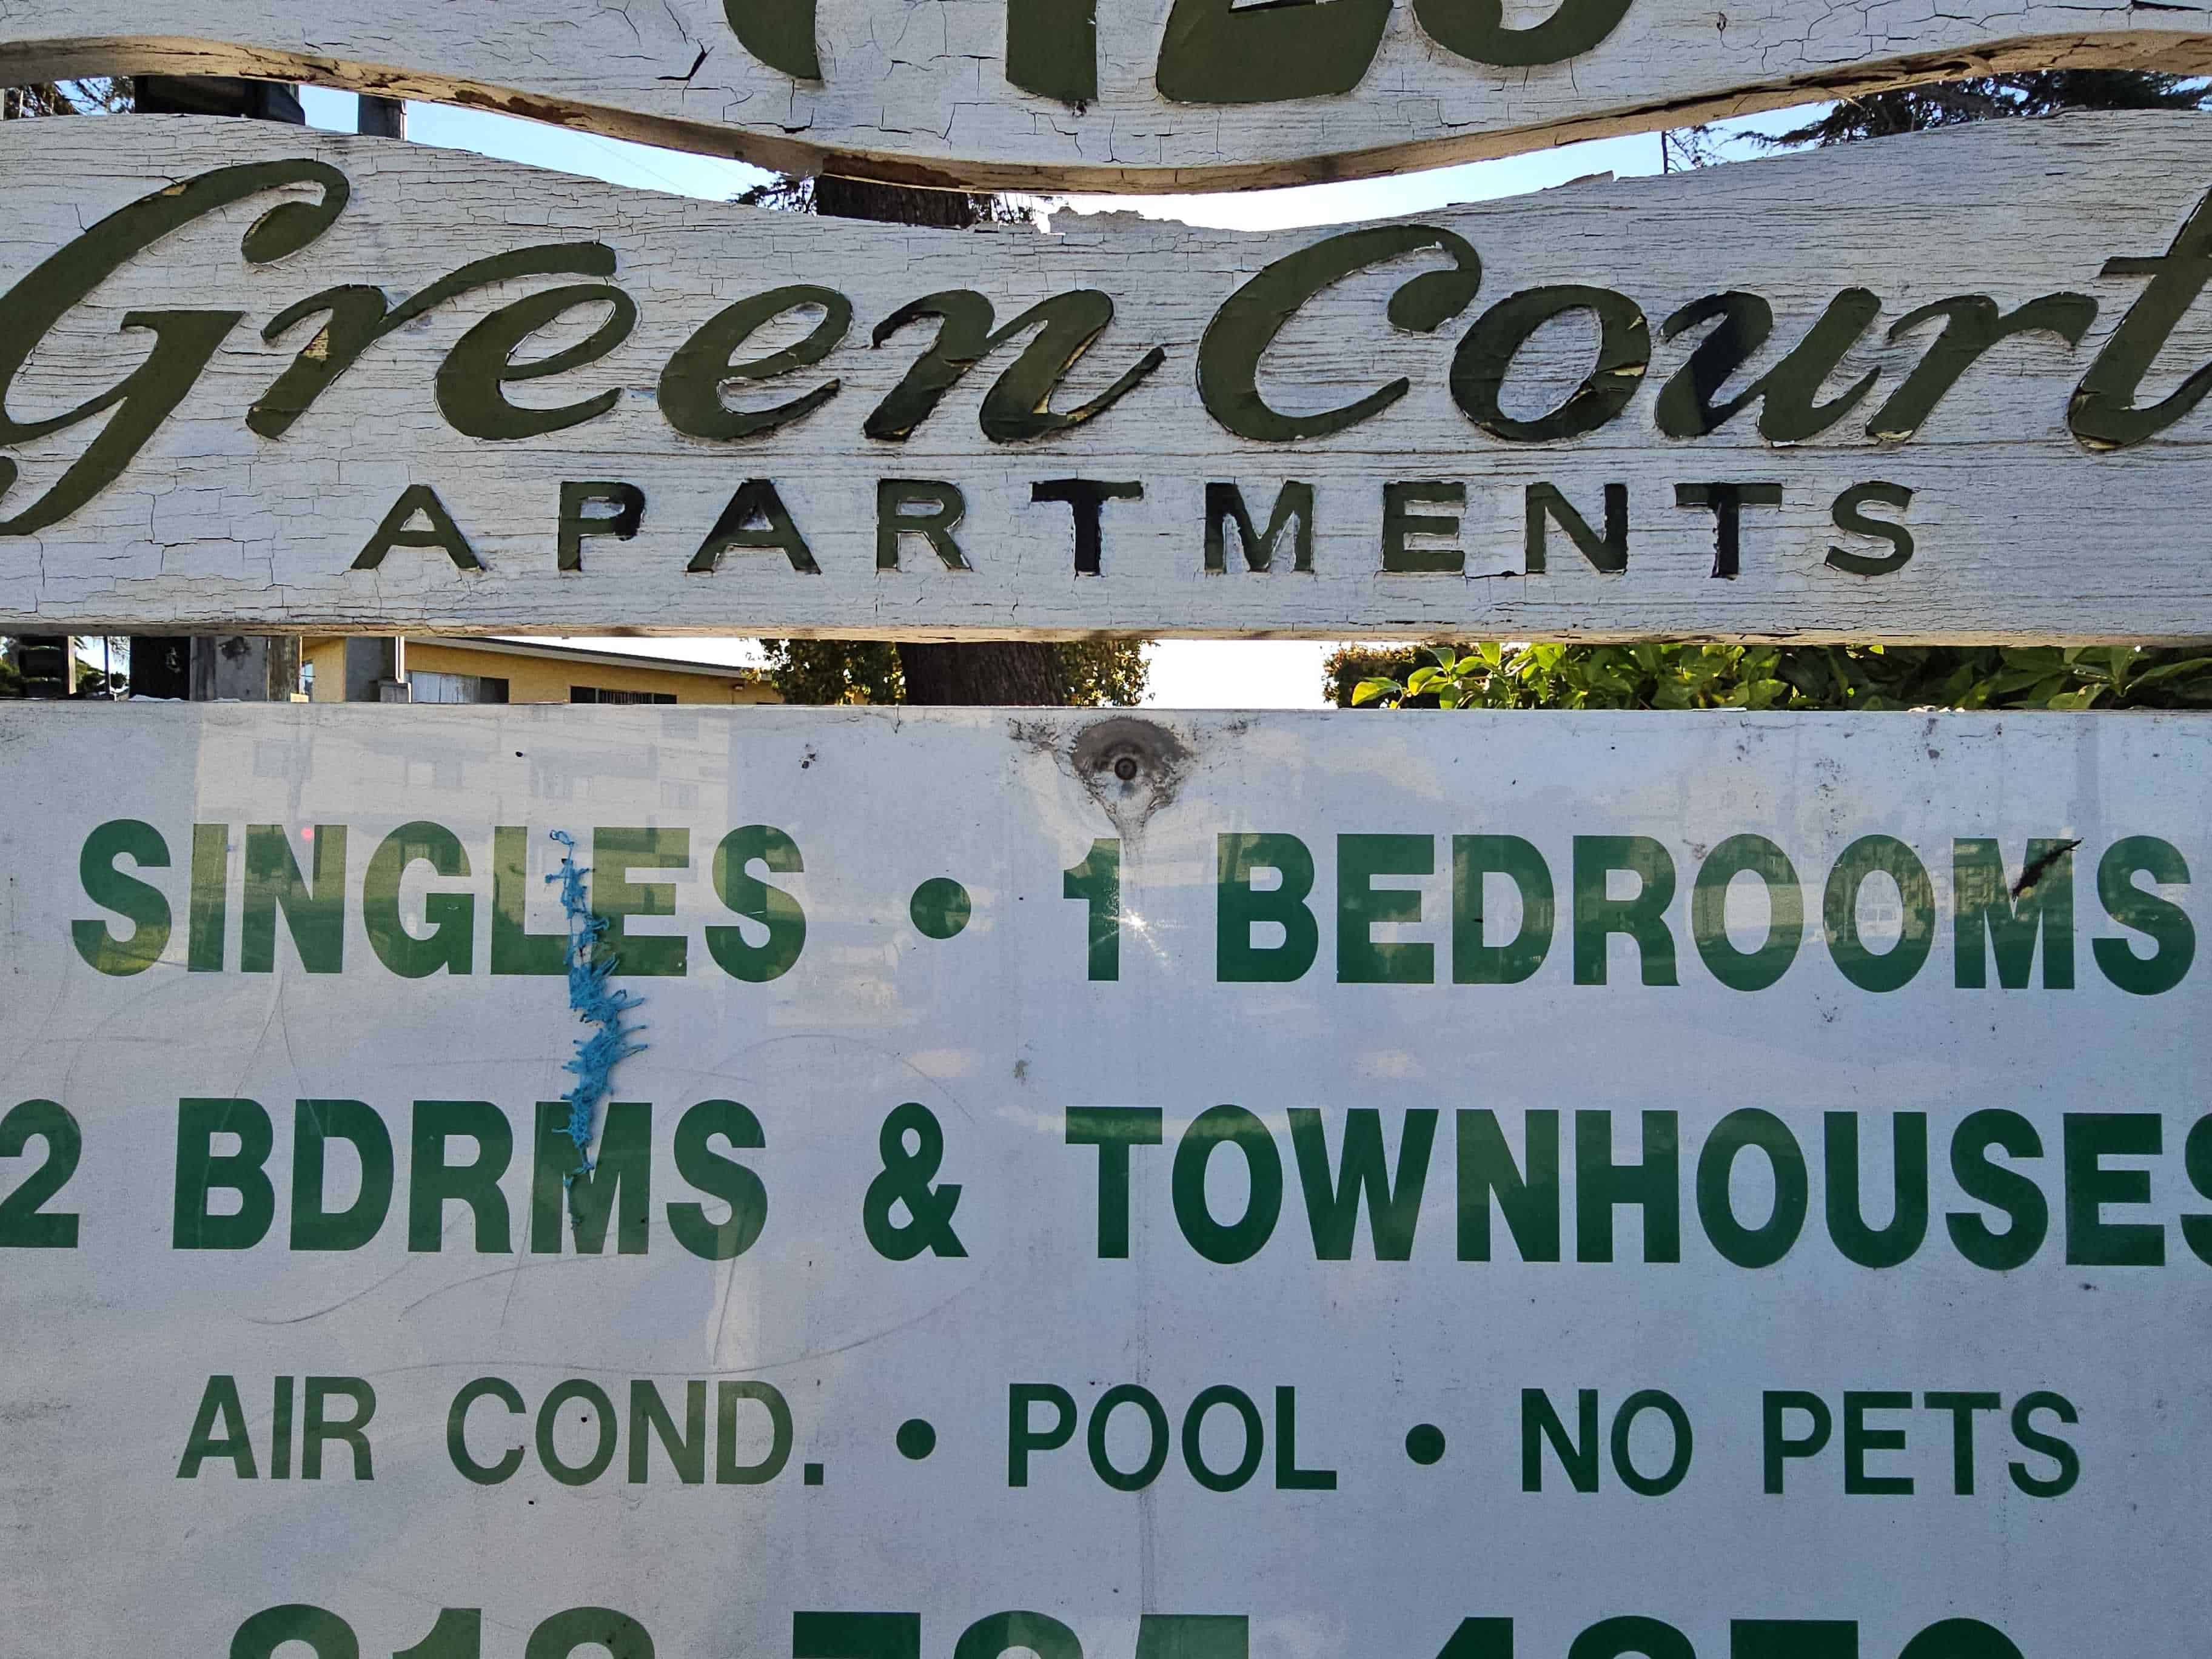 Green Court
APARTMENTS
SINGLES • 1 BEDROOMS
2 BDRMS & TOWNHOUSES
AIR COND. • POOL • NO PETS